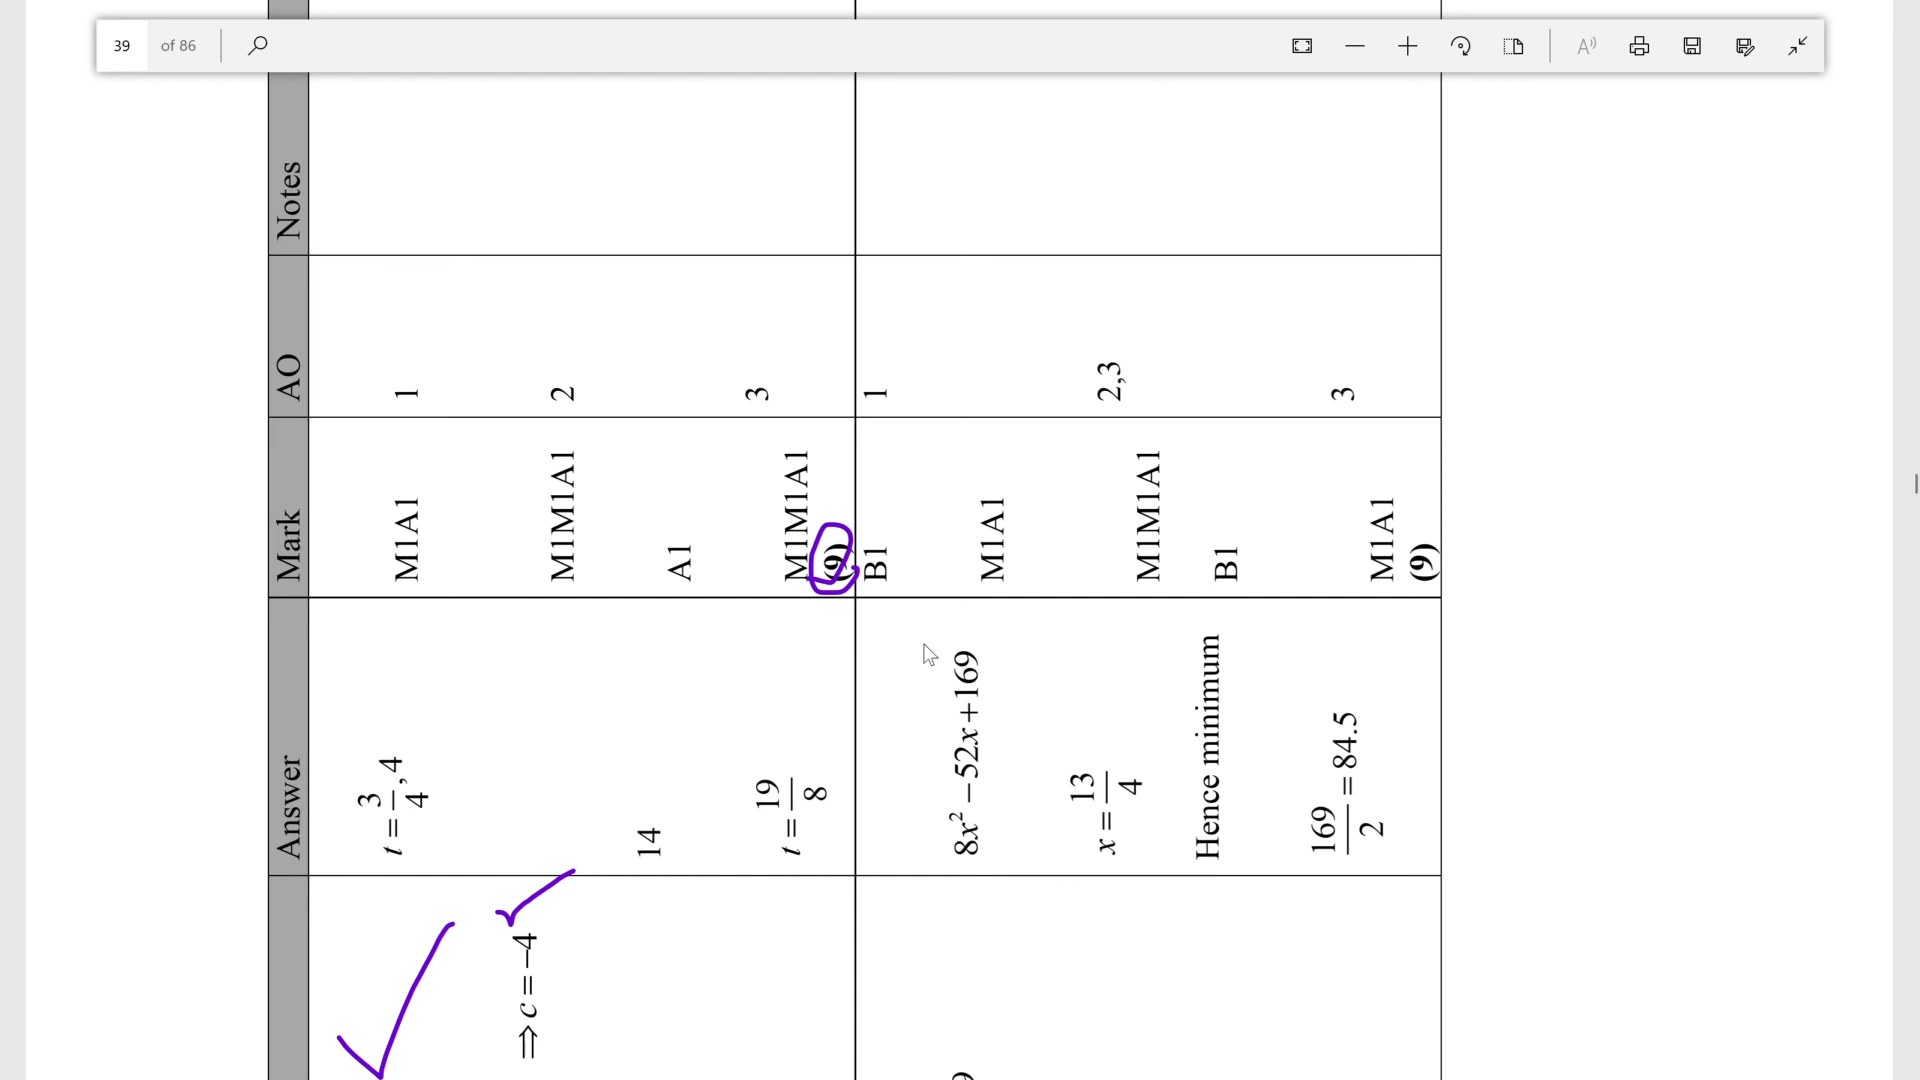 39 of 86
Answer Mark AO Notes
t = 3/4, 4 M1A1 1
⇒ c = −4 M1M1A1 2
14 A1
t = 19/8 M1M1A1 3
(9)
B1 1
8x² − 52x + 169 M1A1
x = 13/4 M1M1A1 2,3
Hence minimum B1
169/2 = 84.5 M1A1 3
(9)